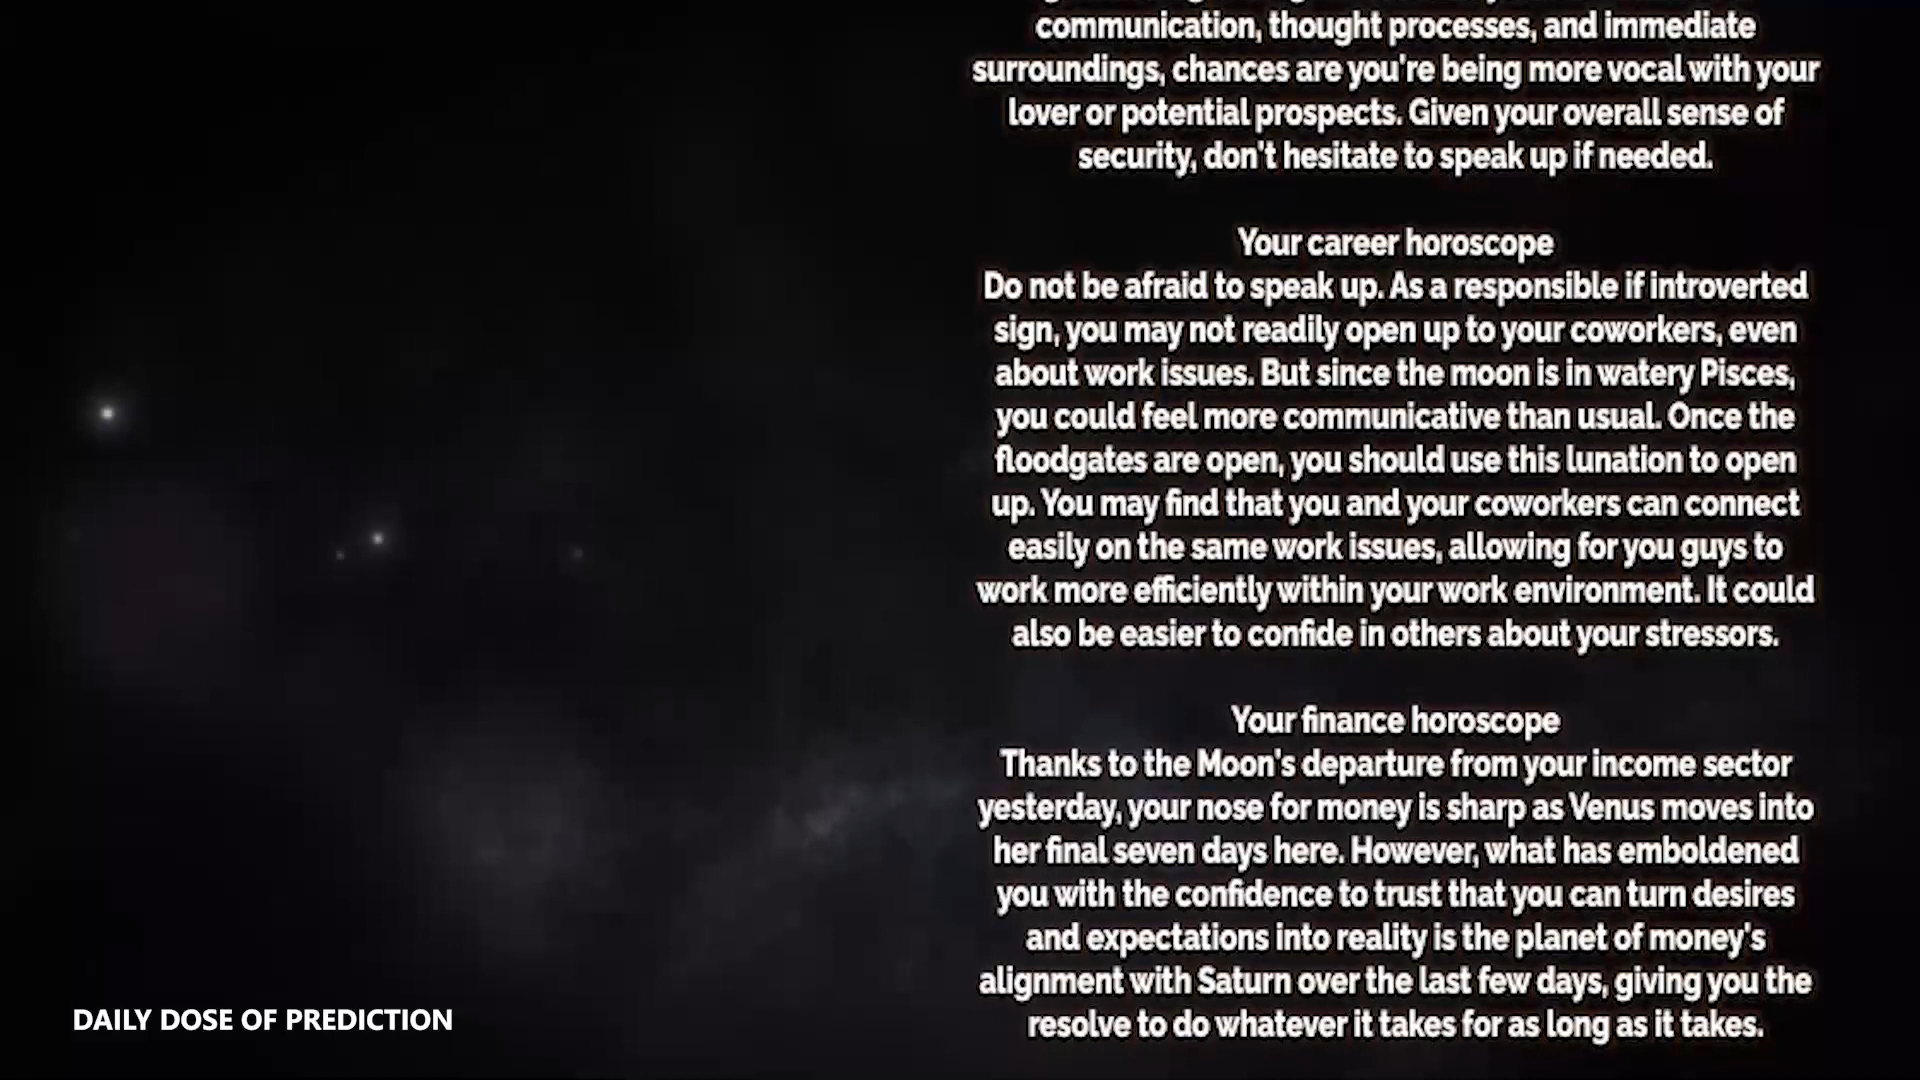 communication, thought processes, and immediate
surroundings, chances are you're being more vocal with your
lover or potential prospects. Given your overall sense of
security, don't hesitate to speak up if needed.
Your career horoscope
Do not be afraid to speak up. As a responsible if introverted
sign, you may not readily open up to your coworkers, even
about work issues. But since the moon is in watery Pisces,
you could feel more communicative than usual. Once the
floodgates are open, you should use this lunation to open
up. You may find that you and your coworkers can connect
easily on the same work issues, allowing for you guys to
work more efficiently within your work environment. It could
also be easier to confide in others about your stressors.
Your finance horoscope
Thanks to the Moon's departure from your income sector
yesterday, your nose for money is sharp as Venus moves into
her final seven days here. However, what has emboldened
you with the confidence to trust that you can turn desires
and expectations into reality is the planet of money's
alignment with Saturn over the last few days, giving you the
resolve to do whatever it takes for as long as it takes.
DAILY DOSE OF PREDICTION